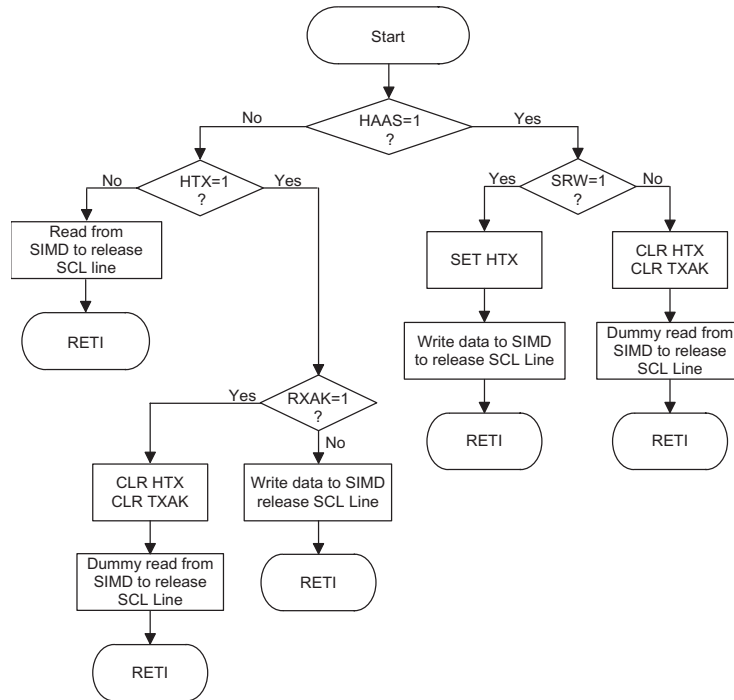 Start
No
HAAS=1
?
Yes
No
HTX=1
?
Yes
Yes
SRW=1
?
No
Read from
SIMD to release
SCL line
SET HTX
CLR HTX
CLR TXAK
RETI
Write data to SIMD
to release SCL Line
Dummy read from
SIMD to release
SCL Line
Yes
RXAK=1
?
No
RETI
RETI
CLR HTX
CLR TXAK
Write data to SIMD
release SCL Line
Dummy read from
SIMD to release
SCL Line
RETI
RETI